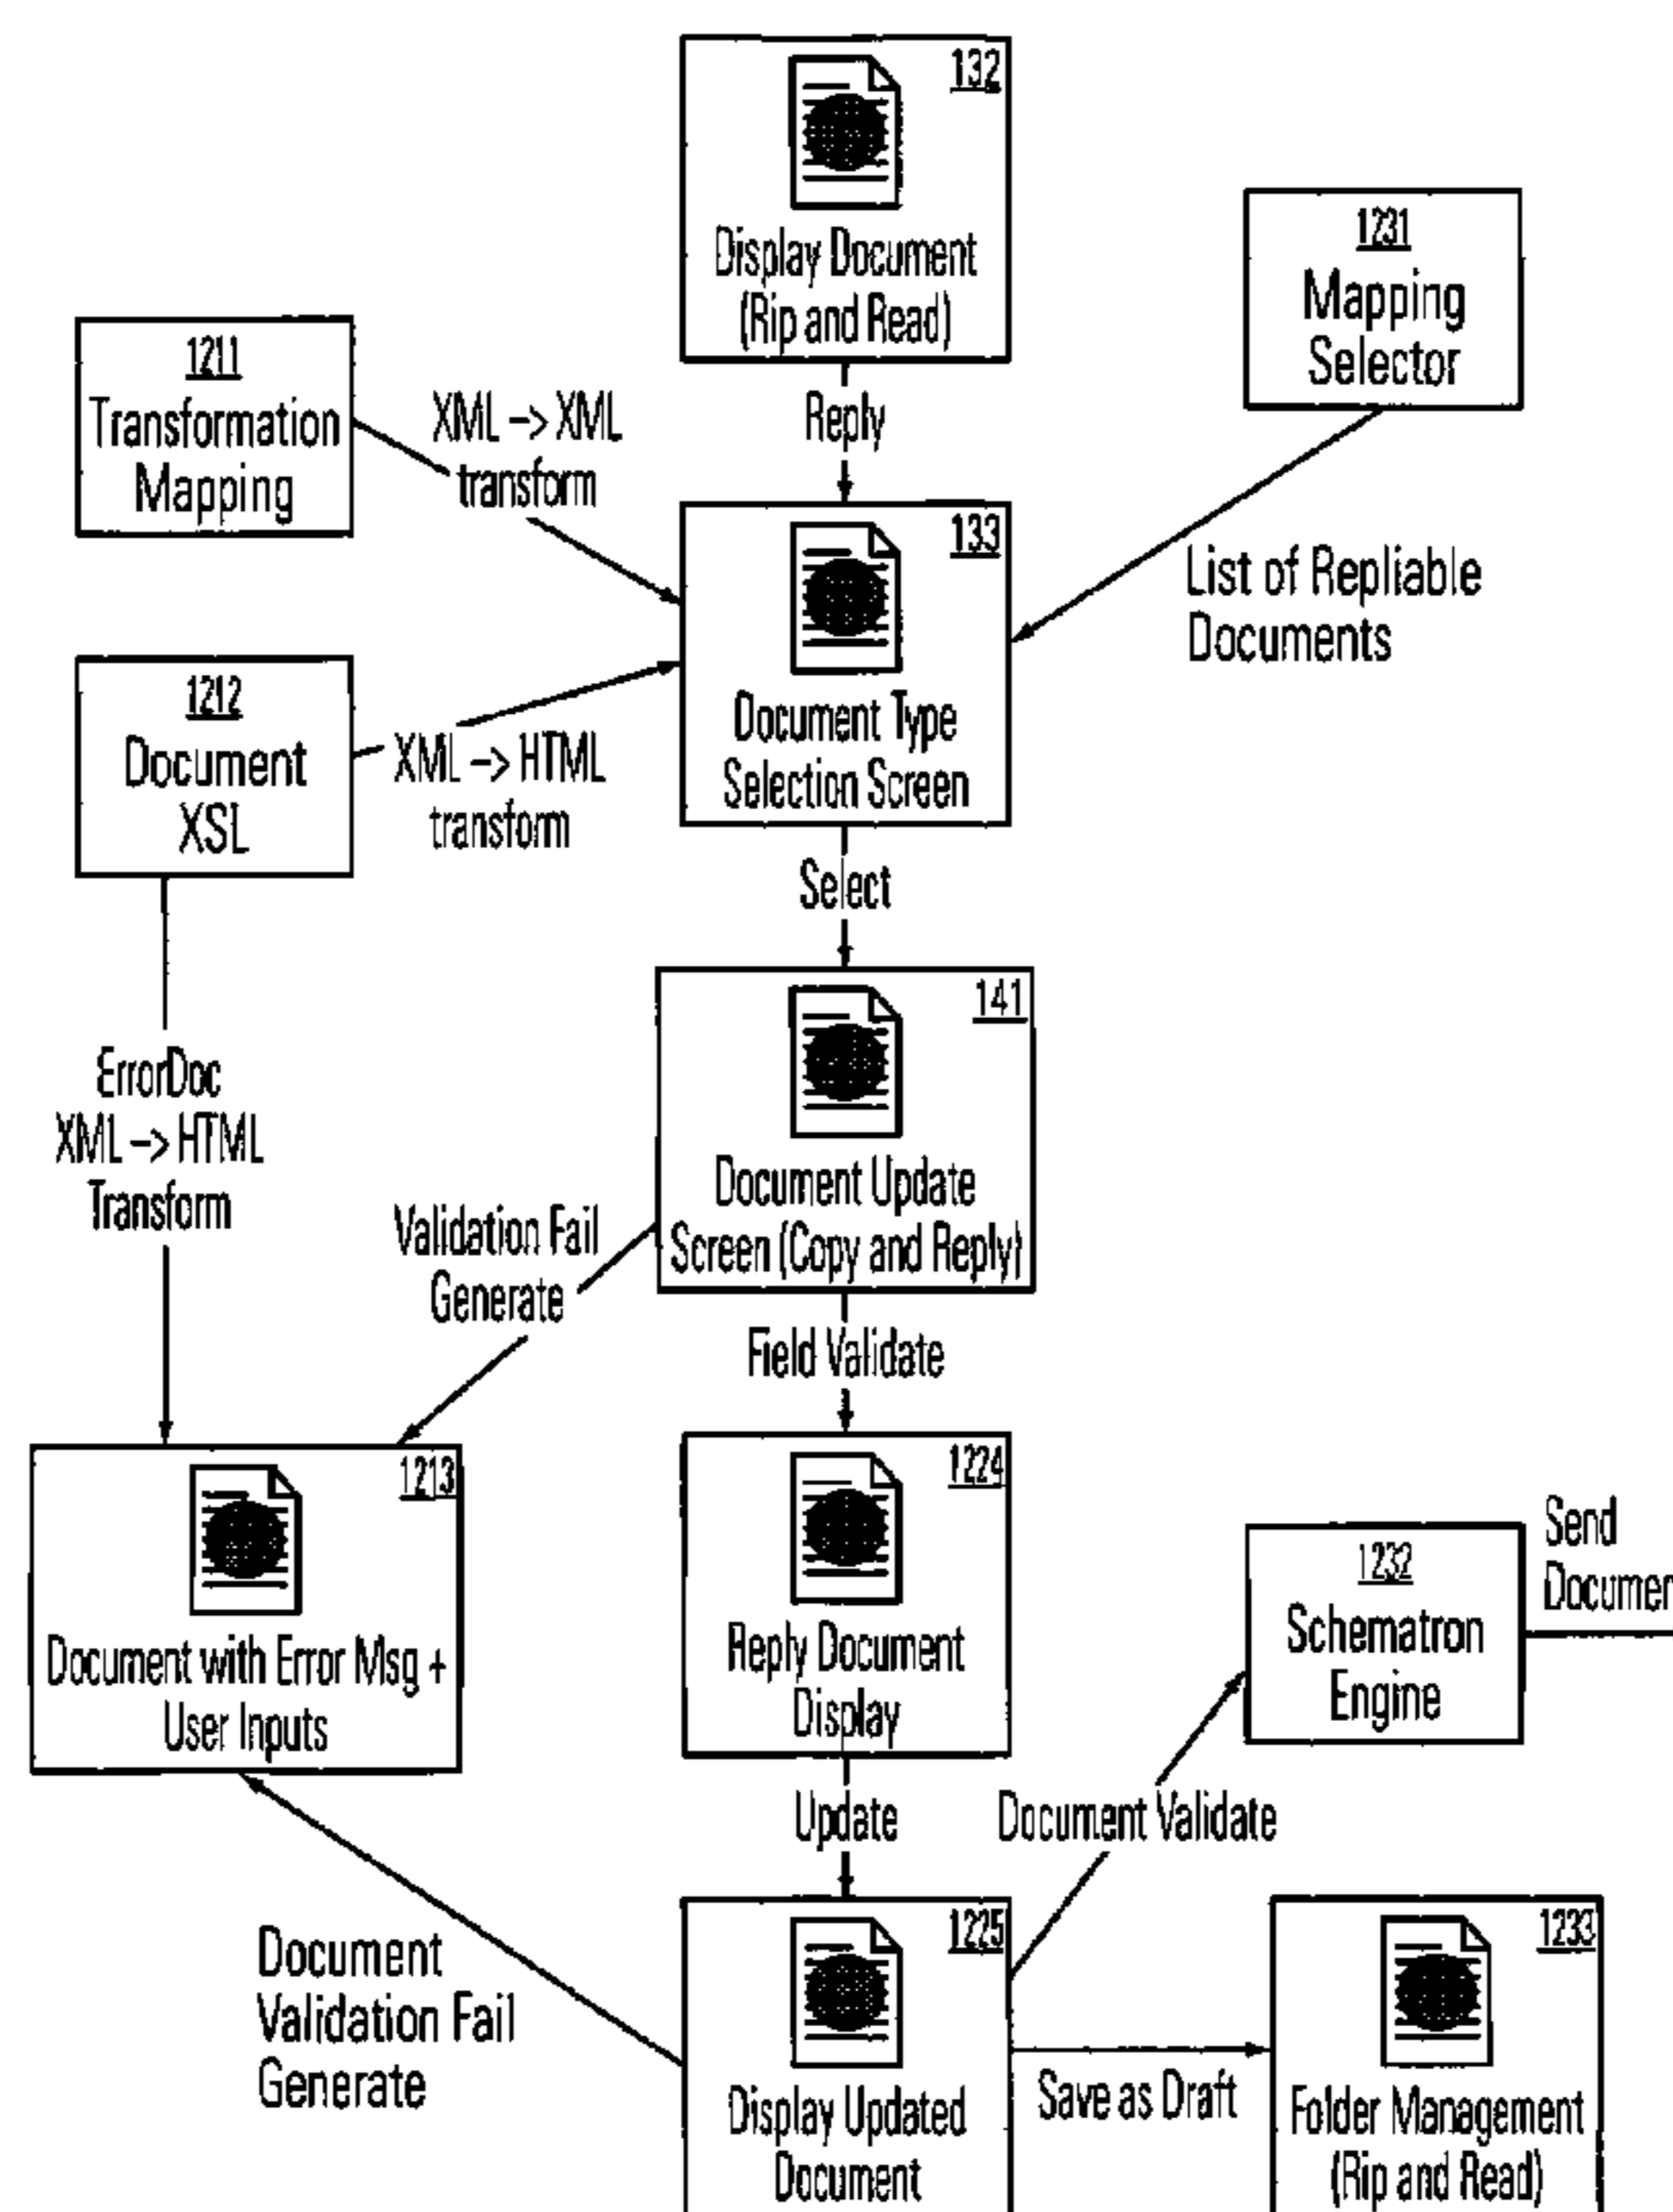 132
Display Document
(Rip and Read)
1231
Mapping
Selector
1211
Transformation
Mapping
XML -> XML
transform
Reply
133
Document Type
Selection Screen
List of Repliable
Documents
1212
Document
XSL
XML -> HTML
transform
Select
141
Document Update
Screen (Copy and Reply)
ErrorDoc
XML -> HTML
Transform
Validation Fail
Generate
Field Validate
1213
Document with Error Msg +
User Inputs
1224
Reply Document
Display
1232
Schematron
Engine
Send
Update
Document Validate
Document
Validation Fail
Generate
1225
Display Updated
Document
Save as Draft
1233
Folder Management
(Rip and Read)